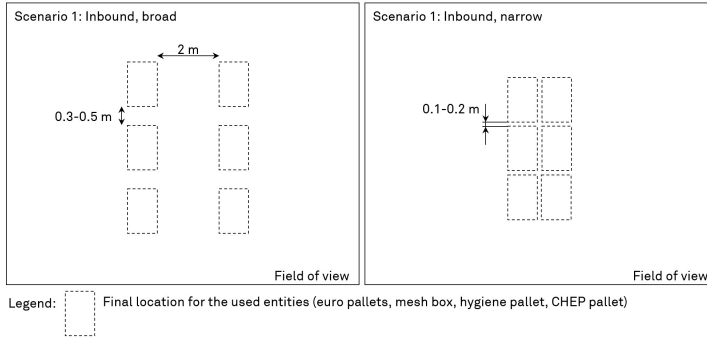 Scenario 1: Inbound, broad
2 m
0.3-0.5 m
Field of view
Scenario 1: Inbound, narrow
0.1-0.2 m
Field of view
Legend:
Final location for the used entities (euro pallets, mesh box, hygiene pallet, CHEP pallet)